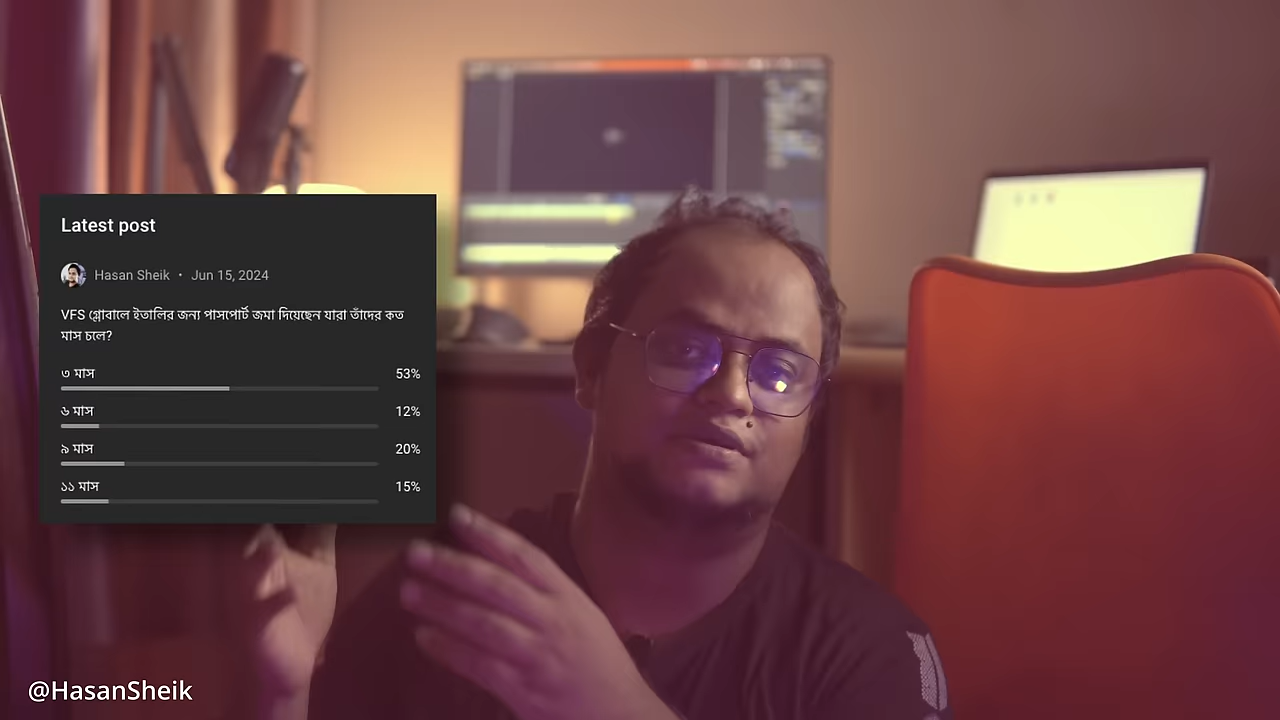 Latest post
Hasan Sheik • Jun 15, 2024
VFS গ্লোবালে ইতালির জন্য পাসপোর্ট জমা দিয়েছেন যারা তাঁদের কত
মাস চলে?
৩ মাস 53%
৬ মাস 12%
৯ মাস 20%
১১ মাস 15%
@HasanSheik